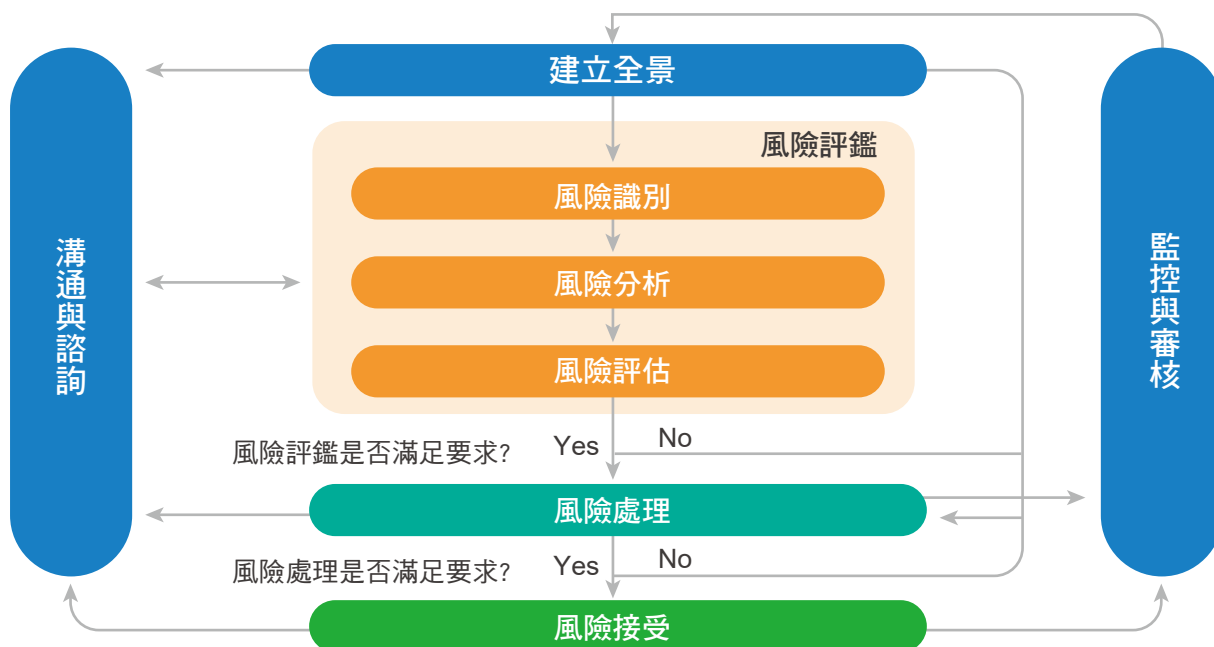 建立全景
風險評鑑
風險識別
風險分析
風險評估
溝通與諮詢
監控與審核
風險評鑑是否滿足要求?
Yes
No
風險處理
風險處理是否滿足要求?
Yes
No
風險接受